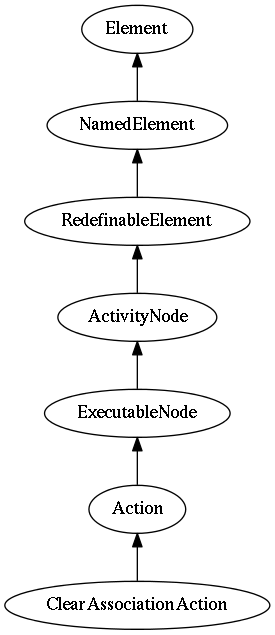 Element
NamedElement
RedefinableElement
ActivityNode
ExecutableNode
Action
ClearAssociationAction